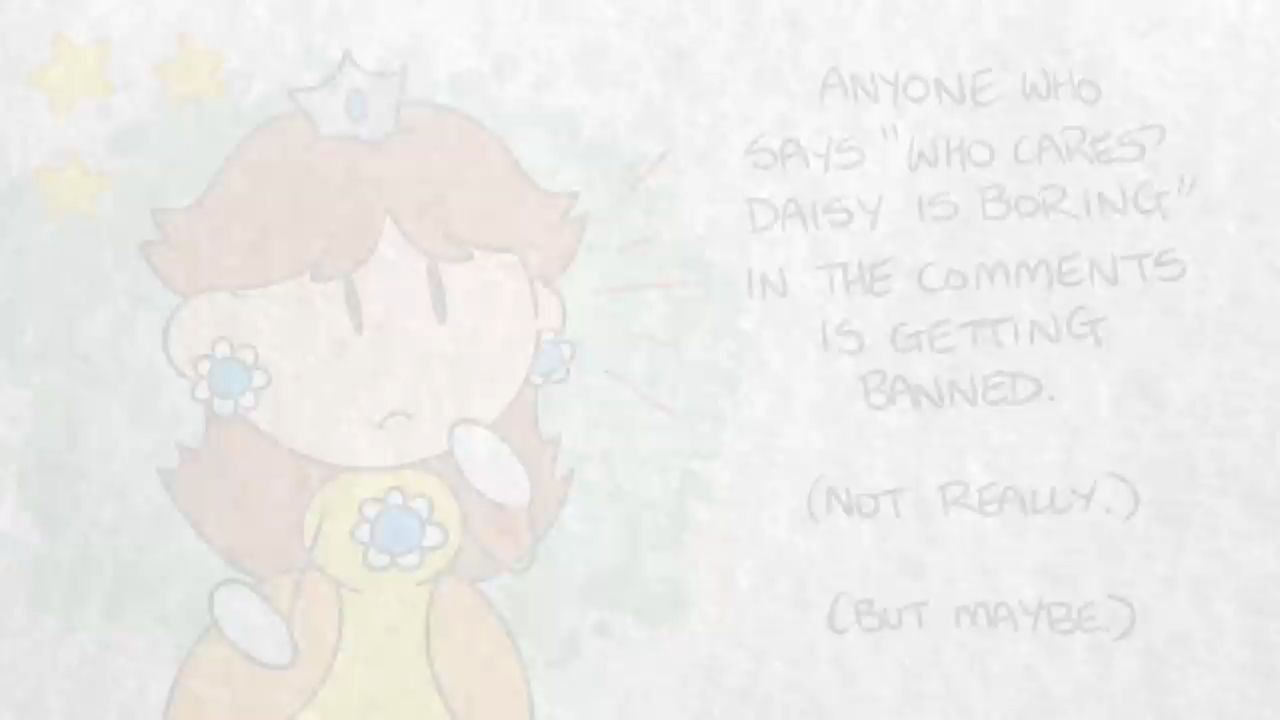 ANYONE WHO
SAYS "WHO CARES?
DAISY IS BORING"
IN THE COMMENTS
IS GETTING
BANNED.
(NOT REALLY.)
(BUT MAYBE.)